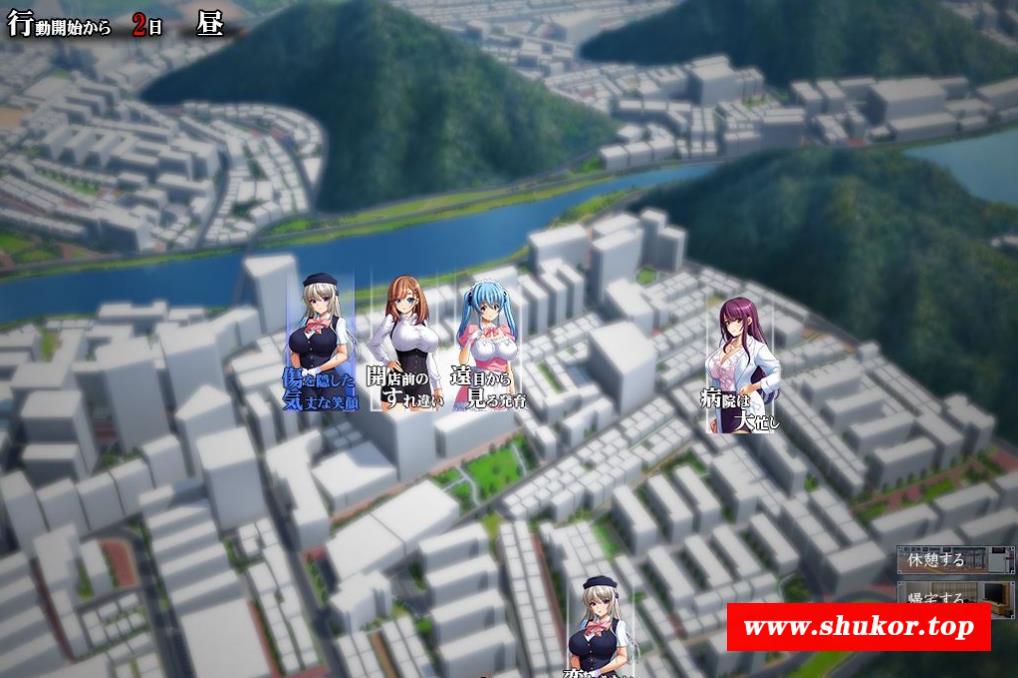 行動開始から 2日 昼
傷を隠した
気丈な笑顔
開店前の
すれ違い
遠目から
見る発育
病院は
大忙し
休憩する
帰宅する
www.shukor.top